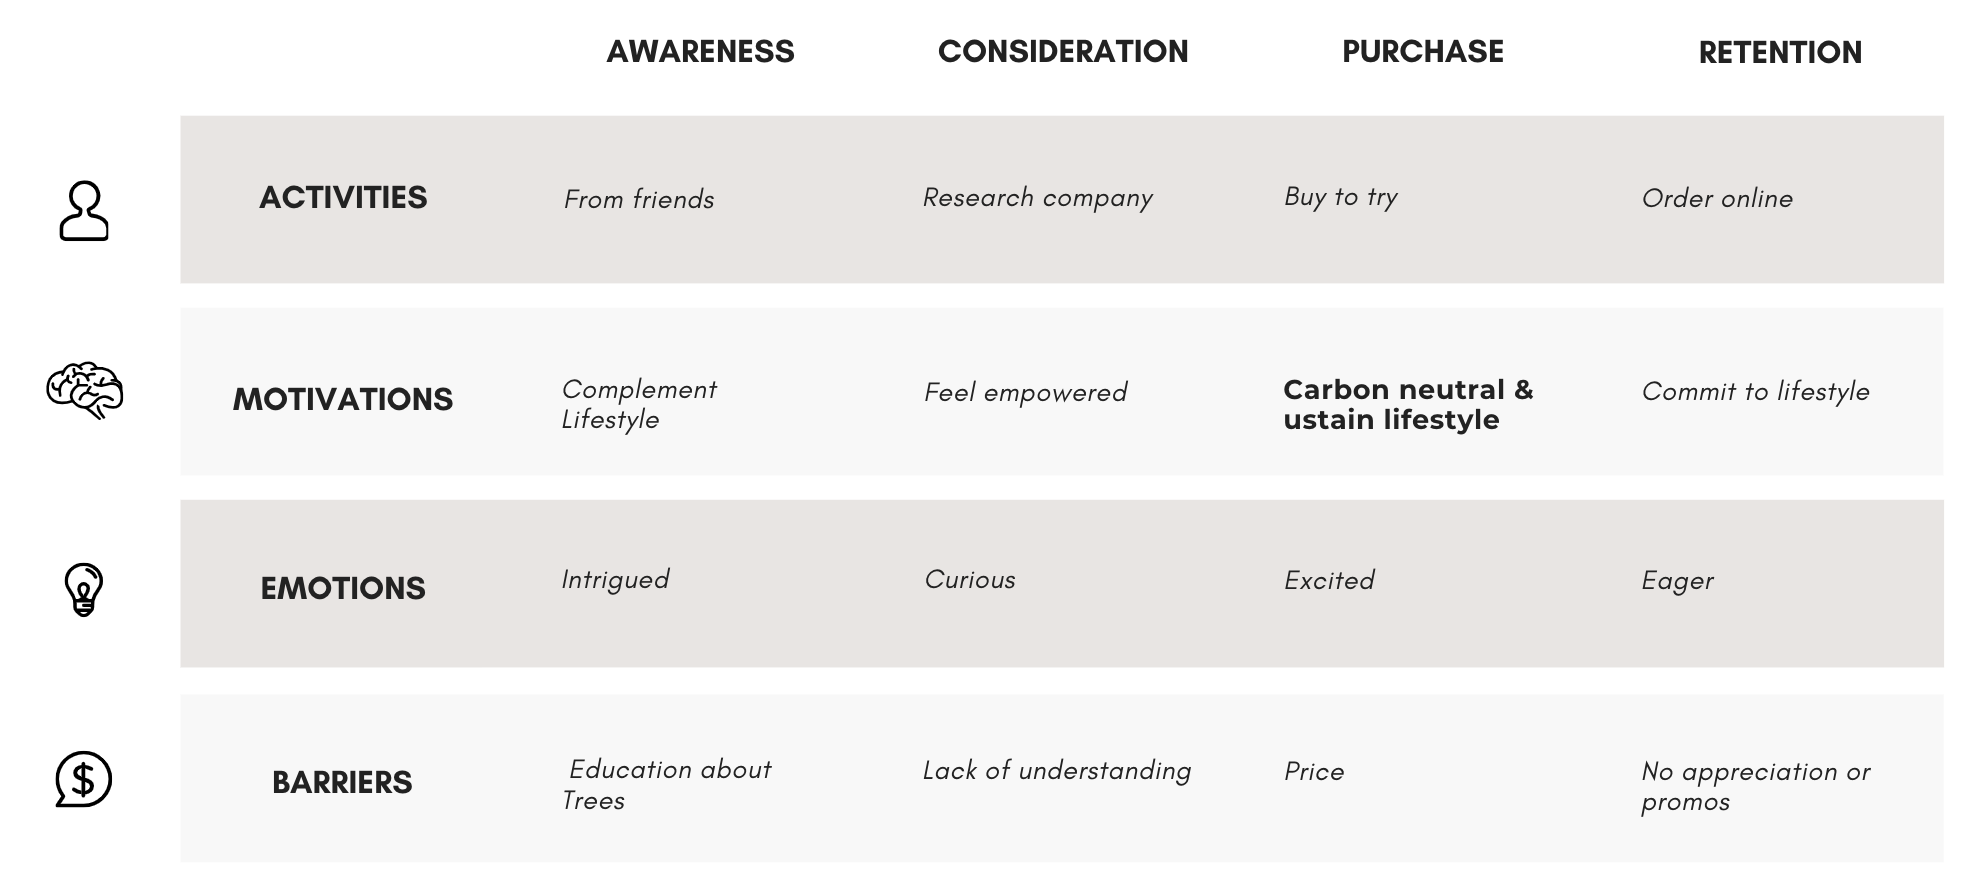 AWARENESS CONSIDERATION PURCHASE RETENTION
ACTIVITIES From friends Research company Buy to try Order online
MOTIVATIONS
Complement
Lifestyle
Feel empowered
Carbon neutral &
ustain lifestyle
Commit to lifestyle
EMOTIONS Intrigued Curious Excited Eager
BARRIERS
Education about
Trees
Lack of understanding
Price
No appreciation or
promos